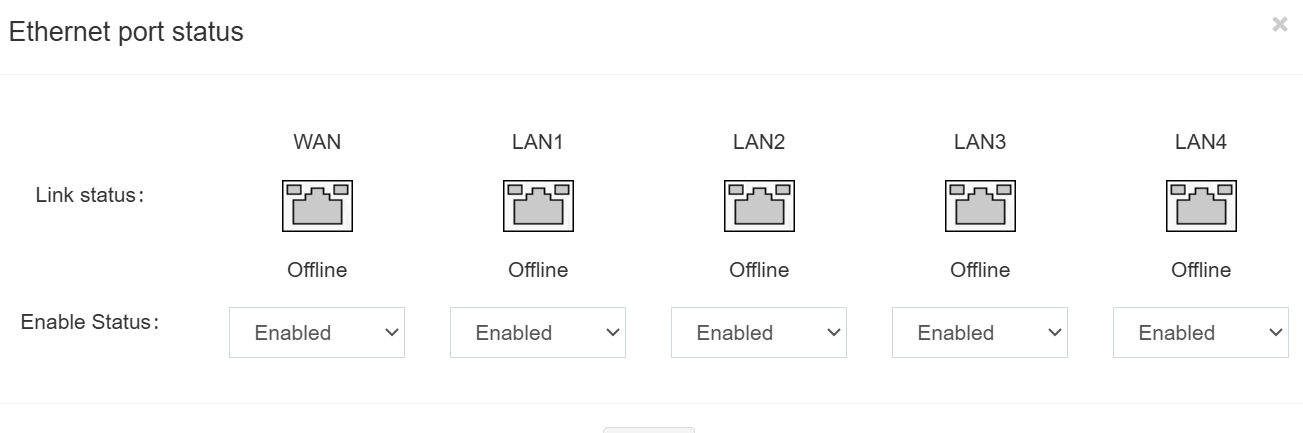 Ethernet port status ×
WAN LAN1 LAN2 LAN3 LAN4
Link status:
Offline Offline Offline Offline Offline
Enable Status: Enabled Enabled Enabled Enabled Enabled